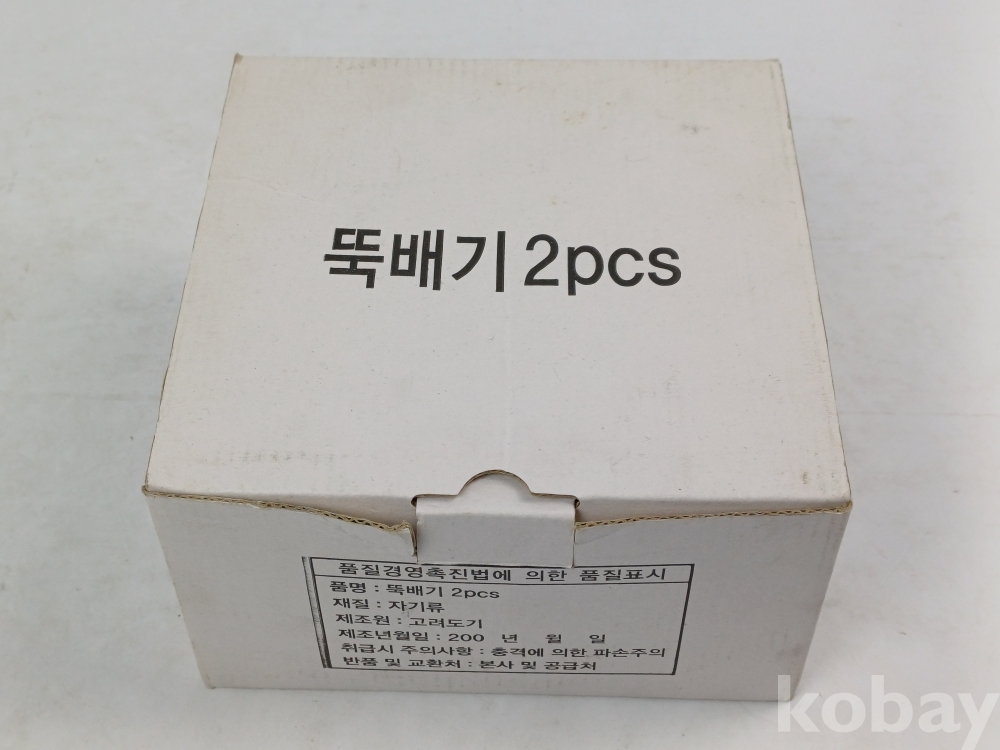 뚝배기 2pcs
품질경영촉진법에 의한 품질표시
품명 : 뚝배기 2pcs
재질 : 자기류
제조원 : 고려도기
제조년월일 : 200 년 월 일
취급시 주의사항 : 충격에 의한 파손주의
반품 및 교환처 : 본사 및 공급처
kobay